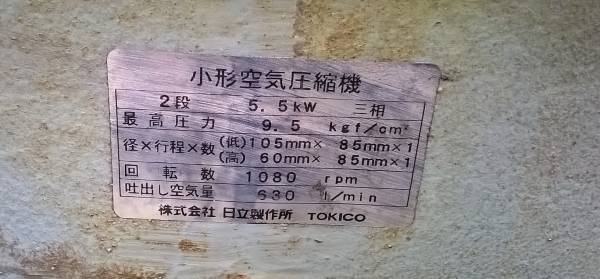 小形空気圧縮機
2段 5.5kW 三相
最高圧力 9.5 kgf/cm²
径×行程×数 (低)105mm× 85mm×1
(高) 60mm× 85mm×1
回転数 1080 rpm
吐出し空気量 630 l/min
株式会社 日立製作所 TOKICO